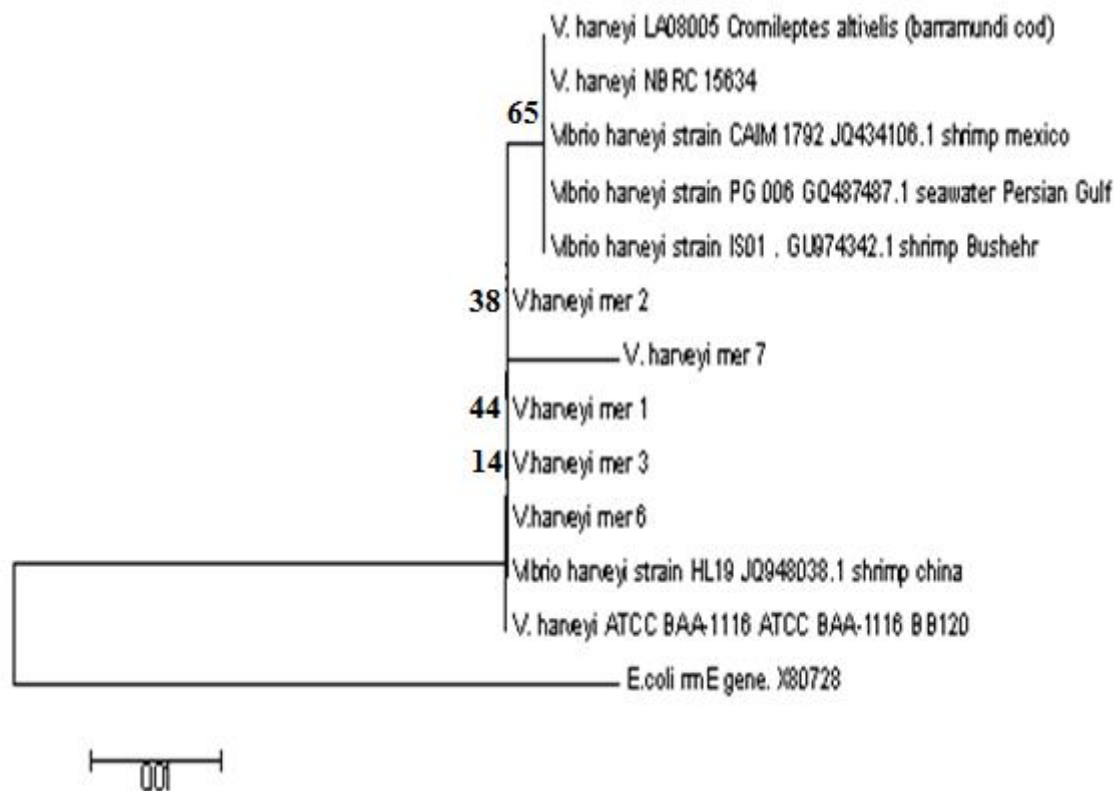 V. harveyi LA08005 Cromileptes altivelis (barramundi cod)
V. harveyi NBRC 15634
65
Vibrio harveyi strain CAIM 1792 JQ434106.1 shrimp mexico
Vibrio harveyi strain PG 006 GQ487487.1 seawater Persian Gulf
Vibrio harveyi strain IS01 . GU974342.1 shrimp Bushehr
38 V.harveyi mer 2
V. harveyi mer 7
44 V.harveyi mer 1
14 V.harveyi mer 3
V.harveyi mer 6
Vibrio harveyi strain HL19 JQ948038.1 shrimp china
V. harveyi ATCC BAA-1116 ATCC BAA-1116 BB120
E.coli rrnE gene. X80728
0.01